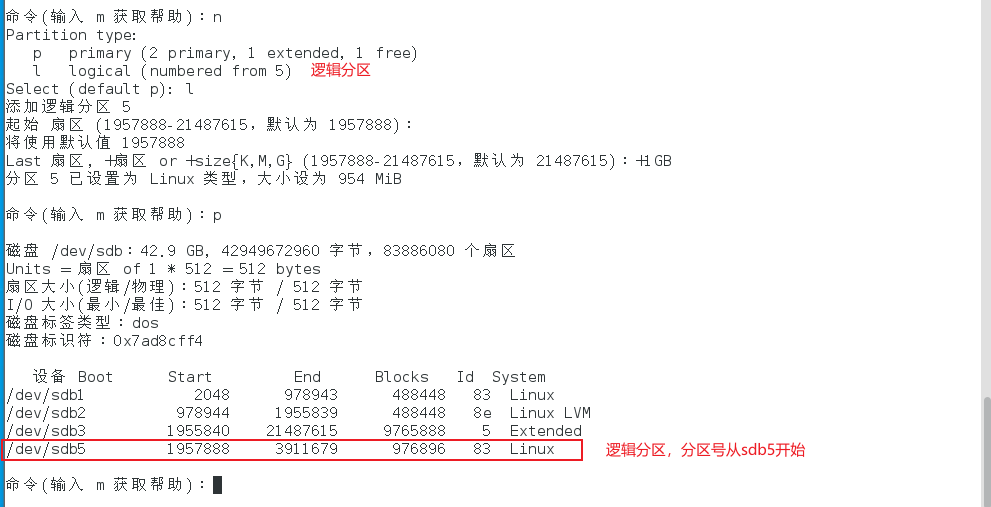 命令(输入 m 获取帮助)：n
Partition type:
   p   primary (2 primary, 1 extended, 1 free)
   l   logical (numbered from 5)   逻辑分区
Select (default p): l
添加逻辑分区 5
起始 扇区 (1957888-21487615，默认为 1957888)：
将使用默认值 1957888
Last 扇区, +扇区 or +size{K,M,G} (1957888-21487615，默认为 21487615)：+1GB
分区 5 已设置为 Linux 类型，大小设为 954 MiB
命令(输入 m 获取帮助)：p
磁盘 /dev/sdb：42.9 GB, 42949672960 字节，83886080 个扇区
Units = 扇区 of 1 * 512 = 512 bytes
扇区大小(逻辑/物理)：512 字节 / 512 字节
I/O 大小(最小/最佳)：512 字节 / 512 字节
磁盘标签类型：dos
磁盘标识符：0x7ad8cff4
   设备 Boot      Start         End      Blocks   Id  System
/dev/sdb1            2048      978943      488448   83  Linux
/dev/sdb2          978944     1955839      488448   8e  Linux LVM
/dev/sdb3         1955840    21487615     9765888    5  Extended
/dev/sdb5         1957888     3911679      976896   83  Linux   逻辑分区，分区号从sdb5开始
命令(输入 m 获取帮助)：